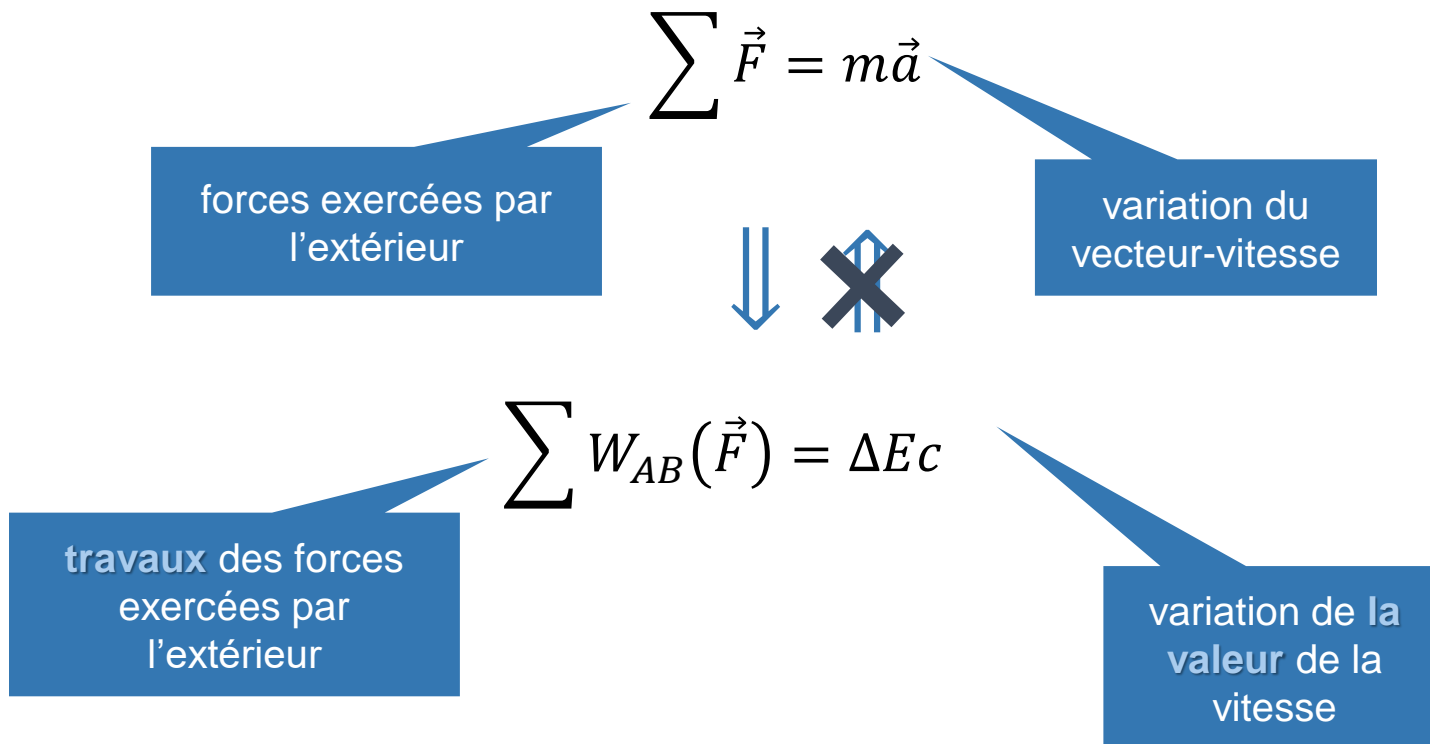 ∑ F⃗ = ma⃗
forces exercées par
l’extérieur
variation du
vecteur-vitesse
∑ W_AB(F⃗) = ΔEc
travaux des forces
exercées par
l’extérieur
variation de la
valeur de la
vitesse